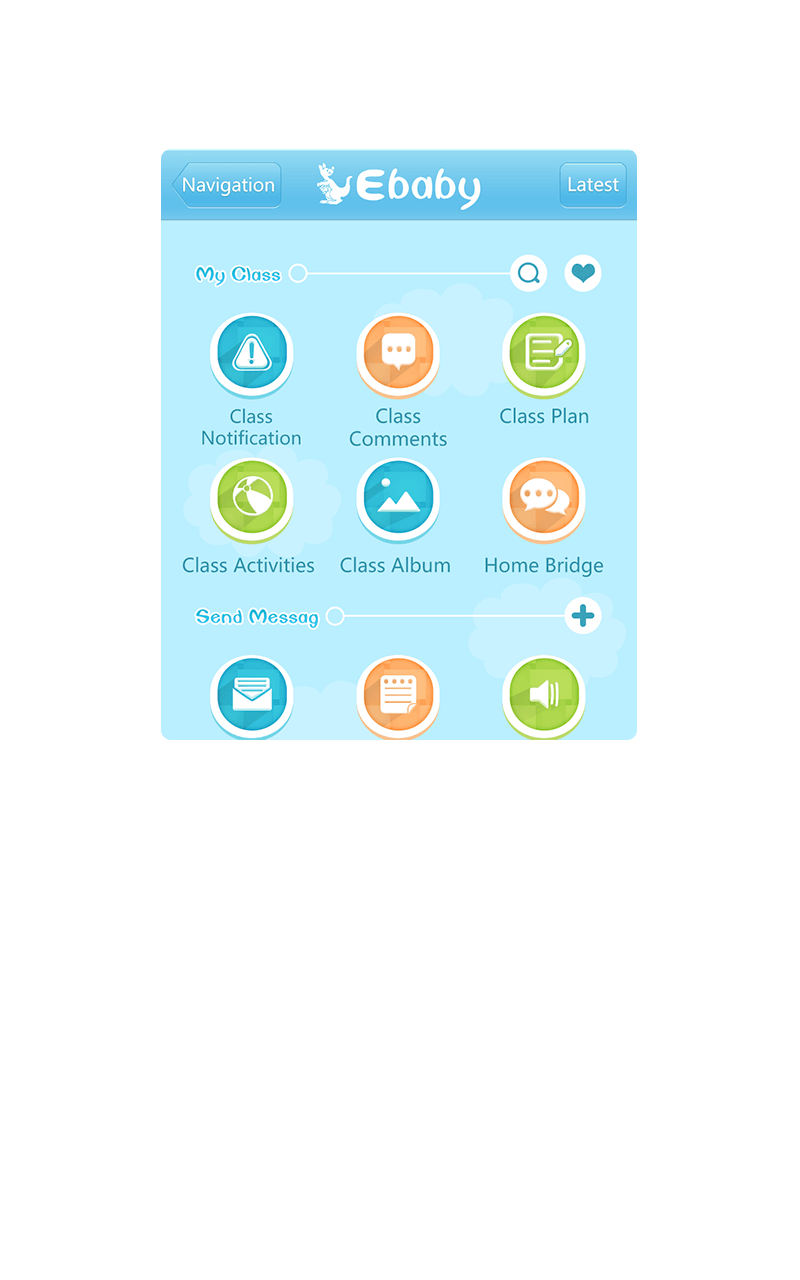 Navigation
Ebaby
Latest
My Class
Class
Notification
Class
Comments
Class Plan
Class Activities
Class Album
Home Bridge
Send Messag